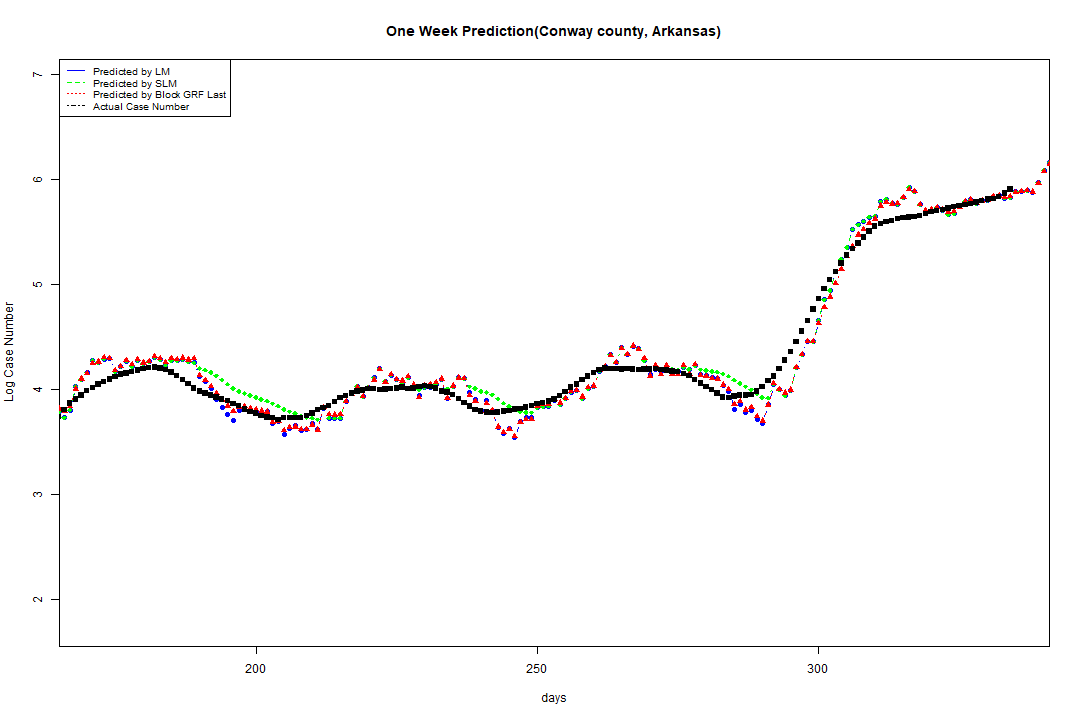 One Week Prediction(Conway county, Arkansas)
Predicted by LM
Predicted by SLM
Predicted by Block GRF Last
Actual Case Number
7
6
5
4
3
2
Log Case Number
200
250
300
days